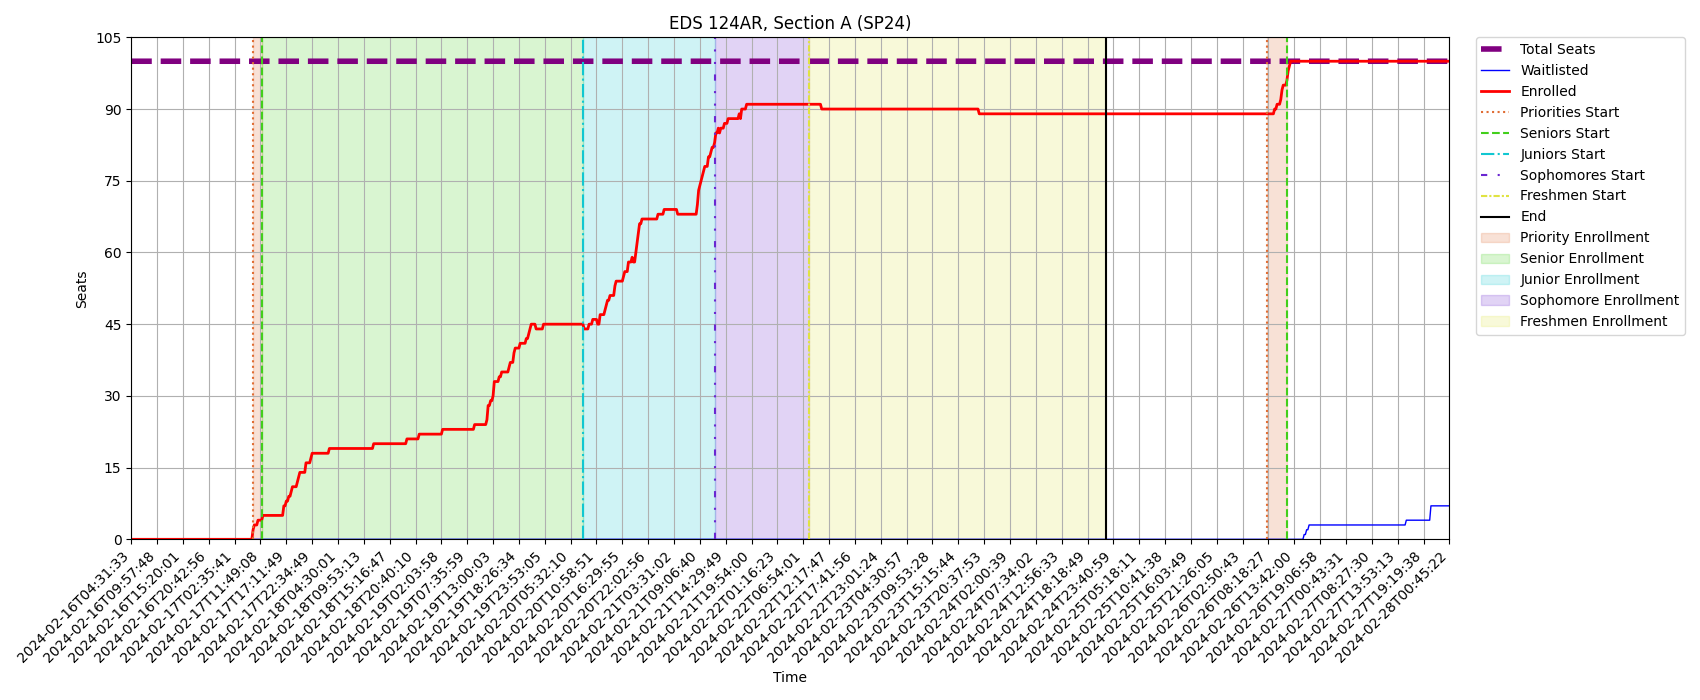 EDS 124AR, Section A (SP24)
105
90
75
60
45
30
15
0
Seats
2024-02-16T04:31:33
2024-02-16T09:57:48
2024-02-16T15:20:01
2024-02-16T20:42:56
2024-02-17T02:35:41
2024-02-17T11:49:08
2024-02-17T17:11:49
2024-02-17T22:34:49
2024-02-18T04:30:01
2024-02-18T09:53:13
2024-02-18T15:16:47
2024-02-18T20:40:10
2024-02-19T02:03:58
2024-02-19T07:35:59
2024-02-19T13:00:03
2024-02-19T18:26:34
2024-02-19T23:53:05
2024-02-20T05:32:10
2024-02-20T10:58:51
2024-02-20T16:29:55
2024-02-20T22:02:56
2024-02-21T03:31:02
2024-02-21T09:06:40
2024-02-21T14:29:49
2024-02-21T19:54:00
2024-02-22T01:16:23
2024-02-22T06:54:01
2024-02-22T12:17:47
2024-02-22T17:41:56
2024-02-22T23:01:24
2024-02-23T04:30:57
2024-02-23T09:53:28
2024-02-23T15:15:44
2024-02-23T20:37:53
2024-02-24T02:00:39
2024-02-24T07:34:02
2024-02-24T12:56:33
2024-02-24T18:18:49
2024-02-24T23:40:59
2024-02-25T05:18:11
2024-02-25T10:41:38
2024-02-25T16:03:49
2024-02-25T21:26:05
2024-02-26T02:50:43
2024-02-26T08:18:27
2024-02-26T13:42:00
2024-02-26T19:06:58
2024-02-27T00:43:31
2024-02-27T08:27:30
2024-02-27T13:53:13
2024-02-27T19:19:38
2024-02-28T00:45:22
Time
Total Seats
Waitlisted
Enrolled
Priorities Start
Seniors Start
Juniors Start
Sophomores Start
Freshmen Start
End
Priority Enrollment
Senior Enrollment
Junior Enrollment
Sophomore Enrollment
Freshmen Enrollment